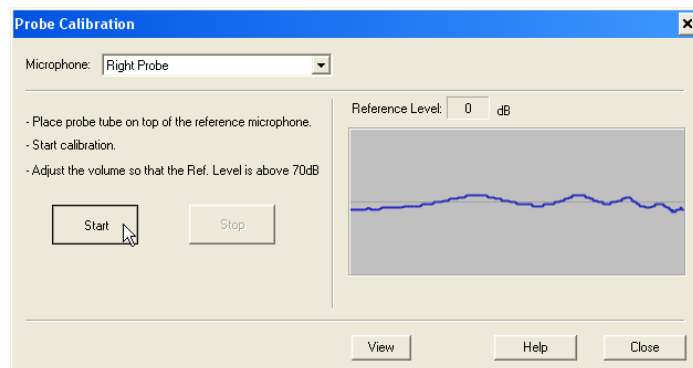 Probe Calibration
Microphone: Right Probe
- Place probe tube on top of the reference microphone.
- Start calibration.
- Adjust the volume so that the Ref. Level is above 70dB
Start
Stop
Reference Level: 0 dB
View
Help
Close